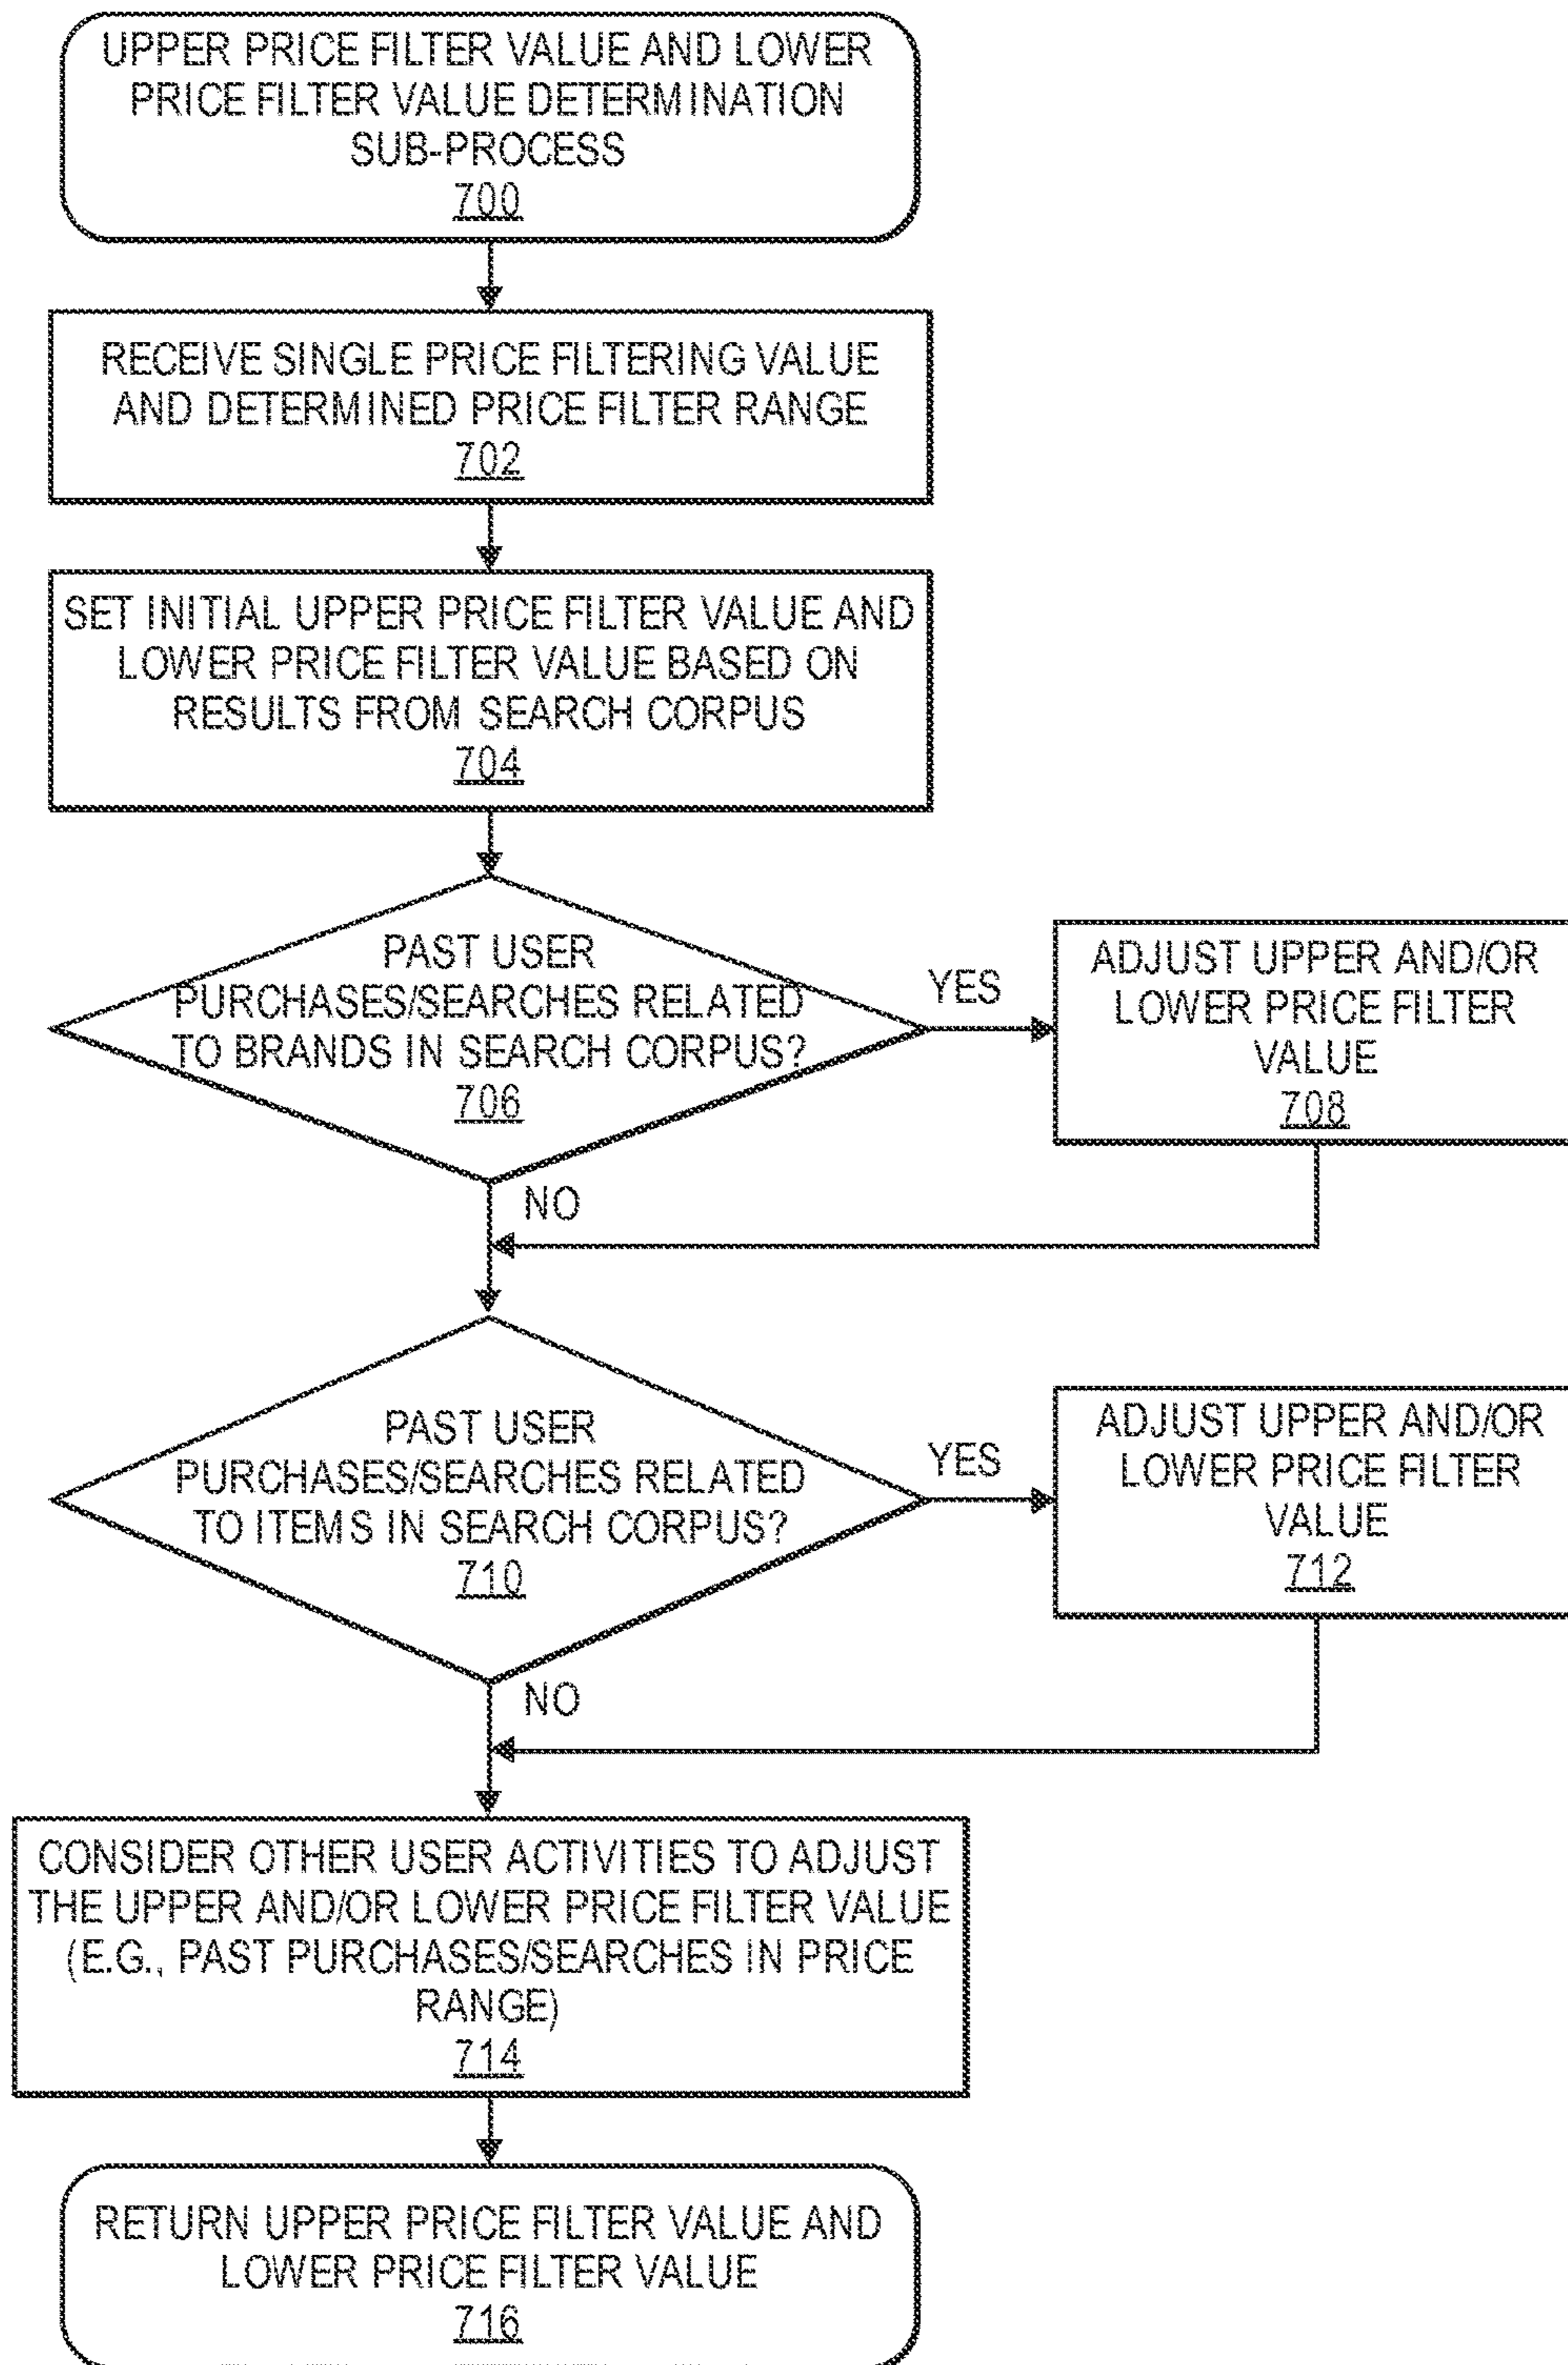 UPPER PRICE FILTER VALUE AND LOWER
PRICE FILTER VALUE DETERMINATION
SUB-PROCESS
700
RECEIVE SINGLE PRICE FILTERING VALUE
AND DETERMINED PRICE FILTER RANGE
702
SET INITIAL UPPER PRICE FILTER VALUE AND
LOWER PRICE FILTER VALUE BASED ON
RESULTS FROM SEARCH CORPUS
704
PAST USER
PURCHASES/SEARCHES RELATED
TO BRANDS IN SEARCH CORPUS?
706
YES
ADJUST UPPER AND/OR
LOWER PRICE FILTER
VALUE
708
NO
PAST USER
PURCHASES/SEARCHES RELATED
TO ITEMS IN SEARCH CORPUS?
710
YES
ADJUST UPPER AND/OR
LOWER PRICE FILTER
VALUE
712
NO
CONSIDER OTHER USER ACTIVITIES TO ADJUST
THE UPPER AND/OR LOWER PRICE FILTER VALUE
(E.G., PAST PURCHASES/SEARCHES IN PRICE
RANGE)
714
RETURN UPPER PRICE FILTER VALUE AND
LOWER PRICE FILTER VALUE
716